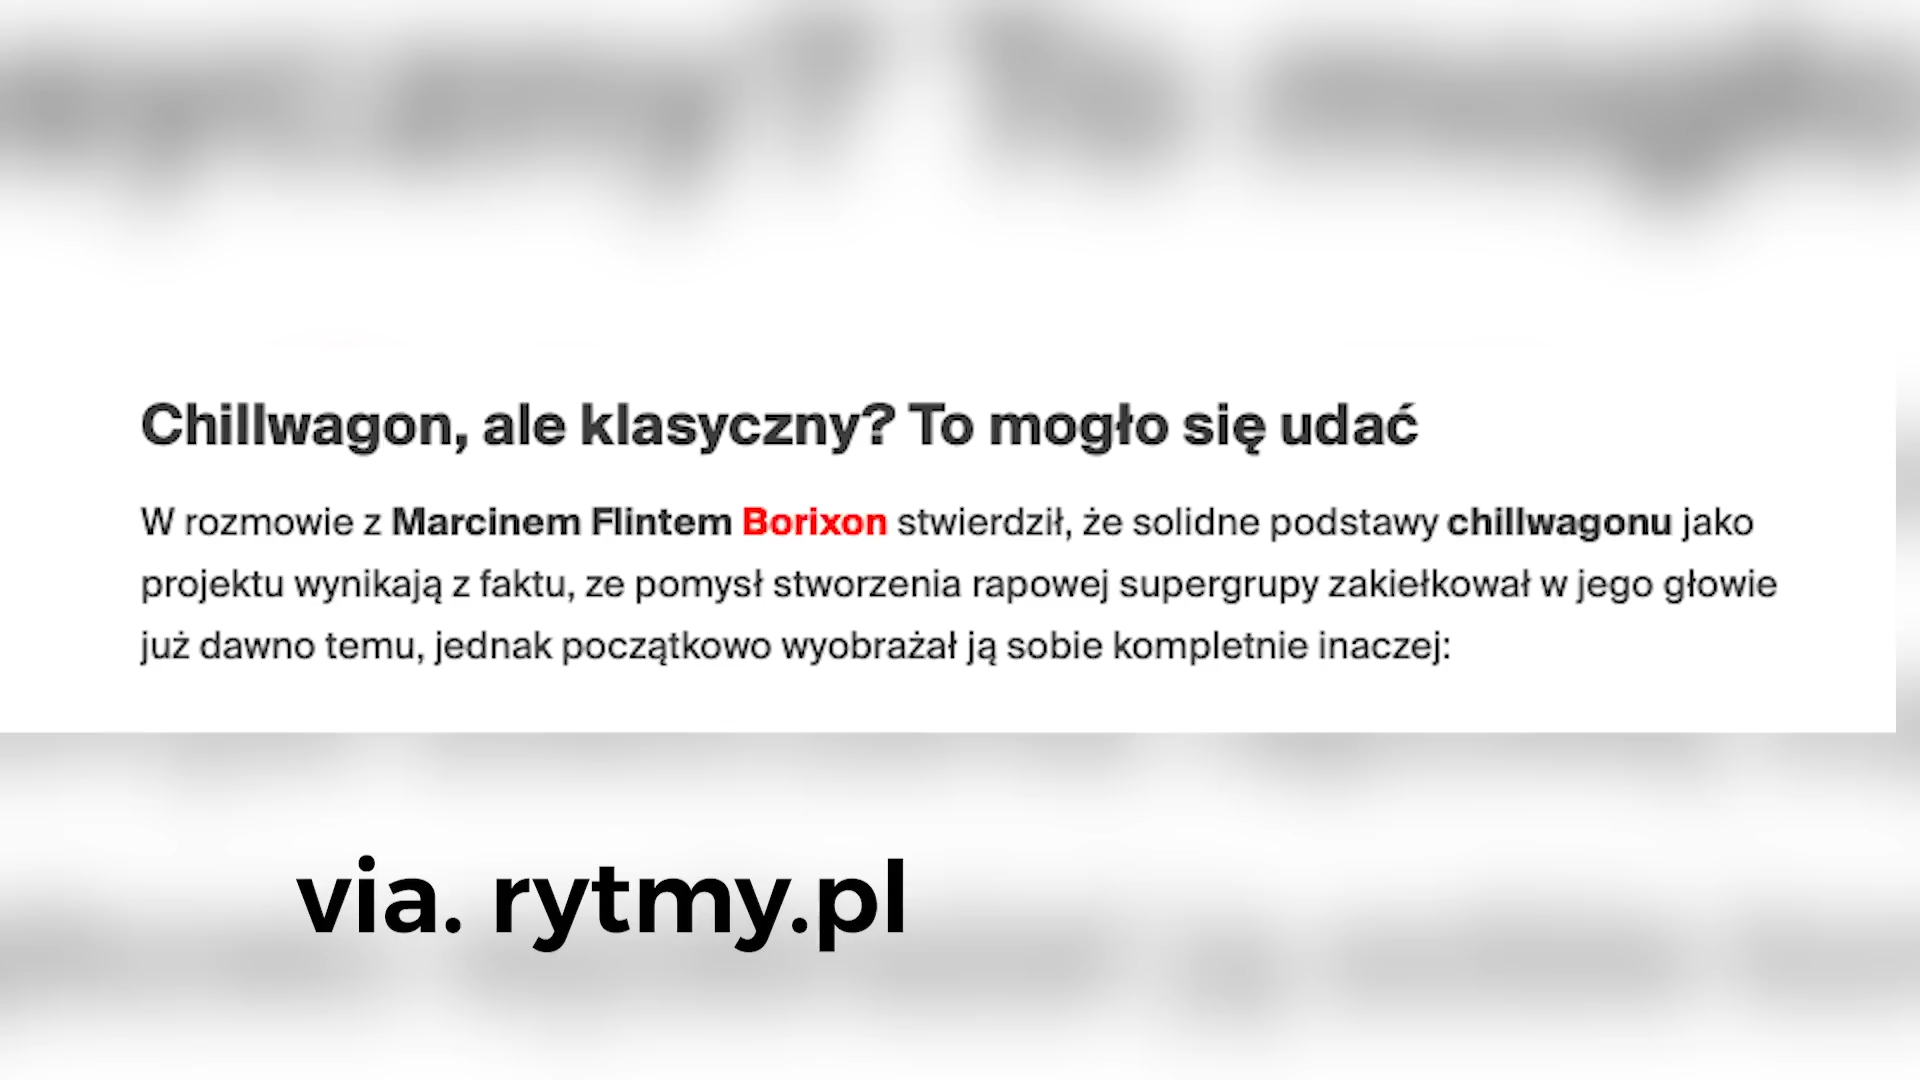 Chillwagon, ale klasyczny? To mogło się udać
W rozmowie z Marcinem Flintem Borixon stwierdził, że solidne podstawy chillwagonu jako
projektu wynikają z faktu, ze pomysł stworzenia rapowej supergrupy zakiełkował w jego głowie
już dawno temu, jednak początkowo wyobrażał ją sobie kompletnie inaczej:
via. rytmy.pl